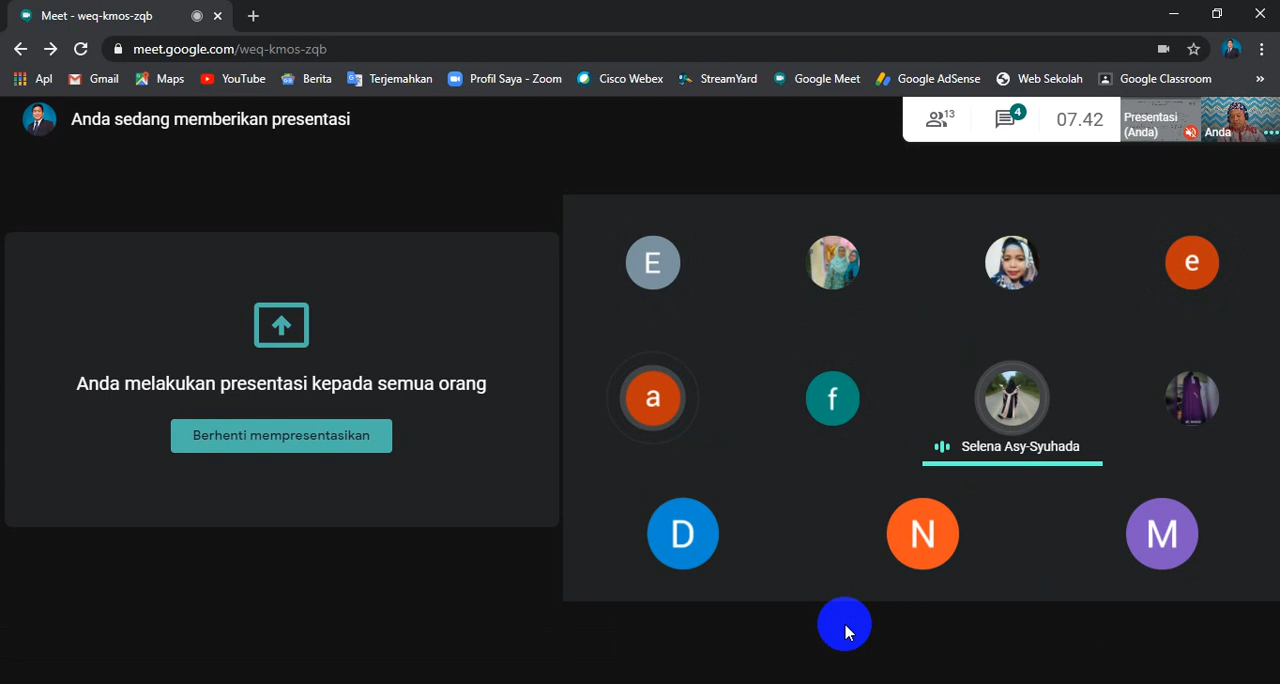 Meet - weq-kmos-zqb
meet.google.com/weq-kmos-zqb
Apl
Gmail
Maps
YouTube
Berita
Terjemahkan
Profil Saya - Zoom
Cisco Webex
StreamYard
Google Meet
Google AdSense
Web Sekolah
Google Classroom
»
Anda sedang memberikan presentasi
13
4
07.42
Presentasi
(Anda)
Anda
E
e
Anda melakukan presentasi kepada semua orang
Berhenti mempresentasikan
a
f
Selena Asy-Syuhada
D
N
M